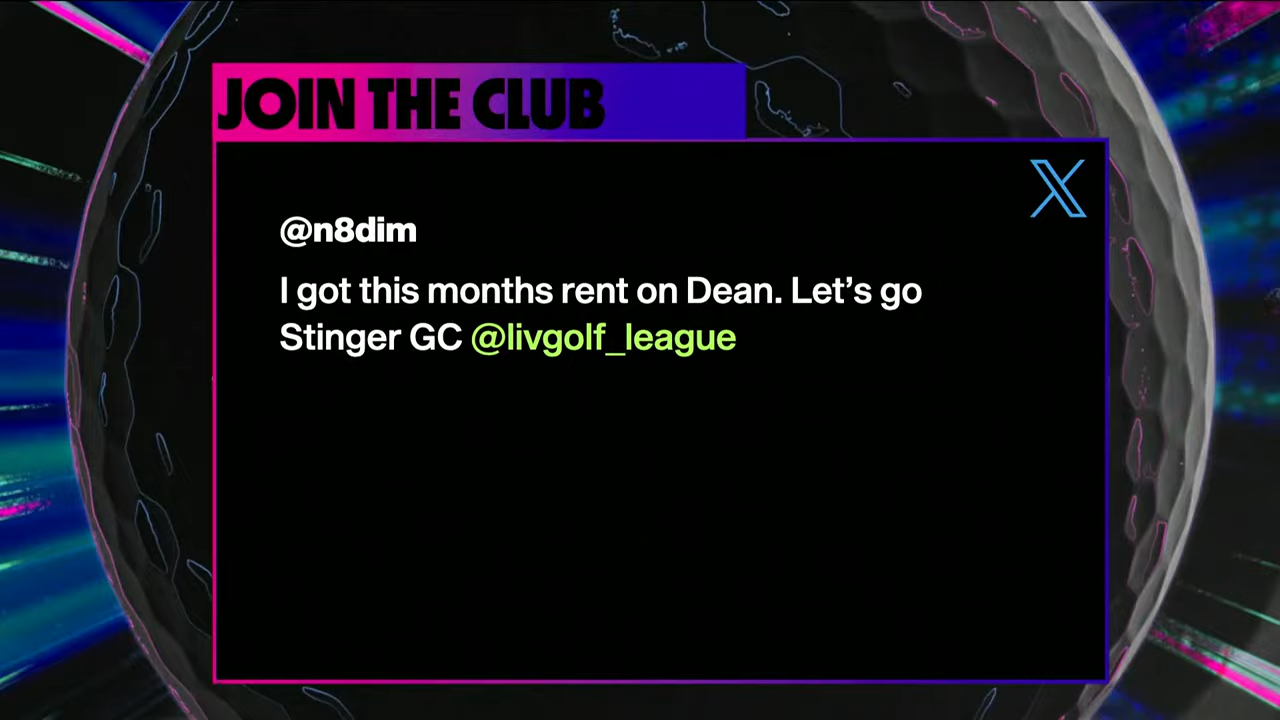 JOIN THE CLUB
@n8dim
I got this months rent on Dean. Let’s go
Stinger GC @livgolf_league